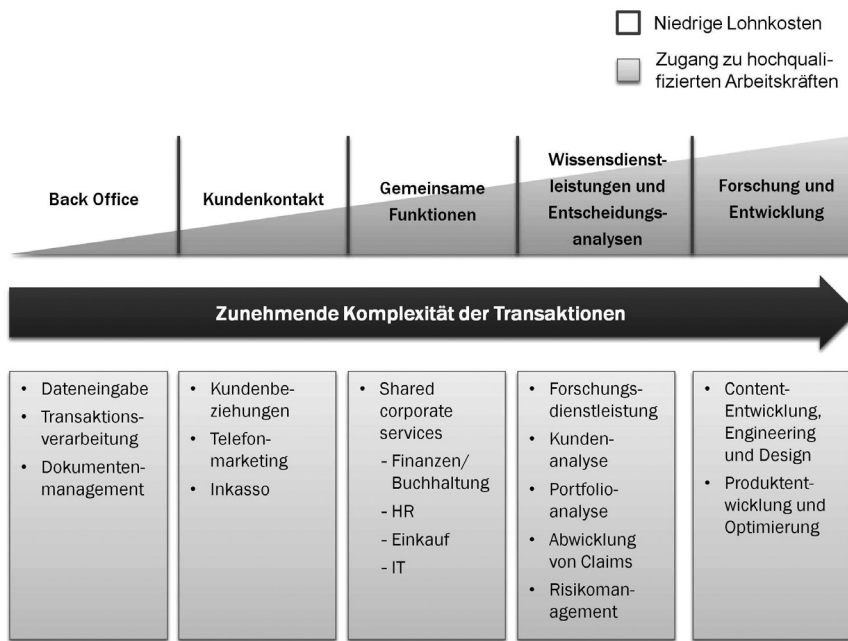 Niedrige Lohnkosten
Zugang zu hochquali-
fizierten Arbeitskräften
Back Office
Kundenkontakt
Gemeinsame
Funktionen
Wissensdienst-
leistungen und
Entscheidungs-
analysen
Forschung und
Entwicklung
Zunehmende Komplexität der Transaktionen
• Dateneingabe
• Transaktions-
verarbeitung
• Dokumenten-
management
• Kundenbe-
ziehungen
• Telefon-
marketing
• Inkasso
• Shared
corporate
services
- Finanzen/
Buchhaltung
- HR
- Einkauf
- IT
• Forschungs-
dienstleistung
• Kunden-
analyse
• Portfolio-
analyse
• Abwicklung
von Claims
• Risikoman-
agement
• Content-
Entwicklung,
Engineering
und Design
• Produktent-
wicklung und
Optimierung